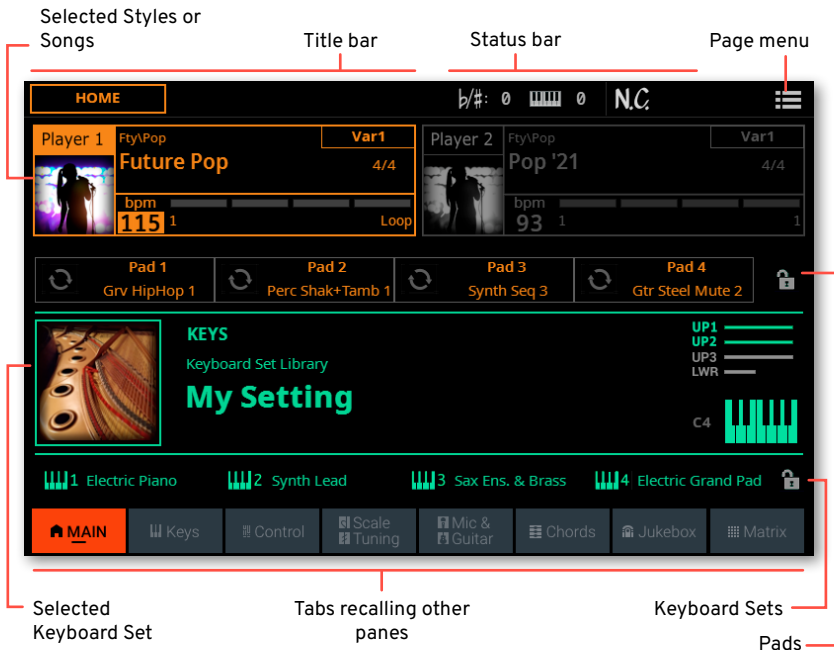 Selected Styles or
Songs
Title bar
Status bar
Page menu
HOME
♭/#: 0
0
N.C.
Player 1
Fty\Pop
Var1
Future Pop
4/4
bpm
115
1
Loop
Player 2
Fty\Pop
Var1
Pop '21
4/4
bpm
93
1
1
Pad 1
Grv HipHop 1
Pad 2
Perc Shak+Tamb 1
Pad 3
Synth Seq 3
Pad 4
Gtr Steel Mute 2
KEYS
Keyboard Set Library
My Setting
UP1
UP2
UP3
LWR
C4
1 Electric Piano
2 Synth Lead
3 Sax Ens. & Brass
4 Electric Grand Pad
MAIN
Keys
Control
Scale
Tuning
Mic &
Guitar
Chords
Jukebox
Matrix
Selected
Keyboard Set
Tabs recalling other
panes
Keyboard Sets
Pads